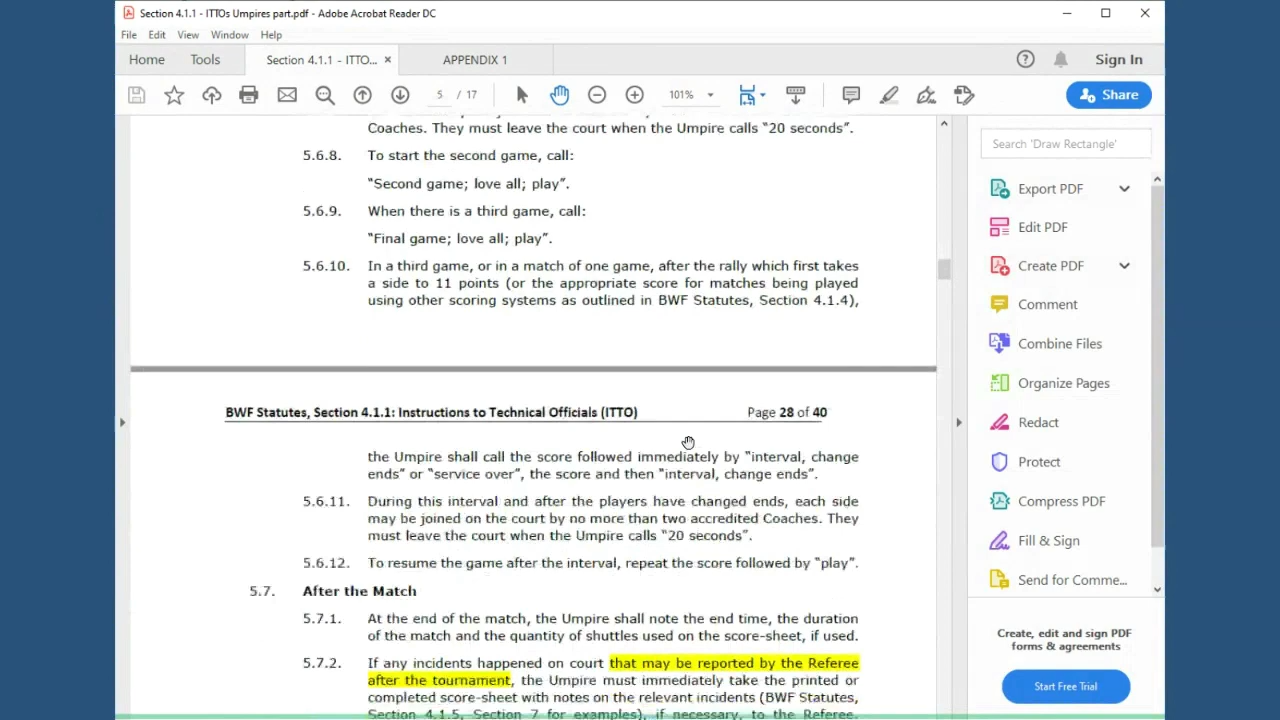 Section 4.1.1 - ITTOs Umpires part.pdf - Adobe Acrobat Reader DC
File Edit View Window Help
Home Tools Section 4.1.1 - ITTO... × APPENDIX 1 Sign In
5 / 17 101% Share
Coaches. They must leave the court when the Umpire calls “20 seconds”.
5.6.8. To start the second game, call:
“Second game; love all; play”.
5.6.9. When there is a third game, call:
“Final game; love all; play”.
5.6.10. In a third game, or in a match of one game, after the rally which first takes
a side to 11 points (or the appropriate score for matches being played
using other scoring systems as outlined in BWF Statutes, Section 4.1.4),
BWF Statutes, Section 4.1.1: Instructions to Technical Officials (ITTO) Page 28 of 40
the Umpire shall call the score followed immediately by “interval, change
ends” or “service over”, the score and then “interval, change ends”.
5.6.11. During this interval and after the players have changed ends, each side
may be joined on the court by no more than two accredited Coaches. They
must leave the court when the Umpire calls “20 seconds”.
5.6.12. To resume the game after the interval, repeat the score followed by “play”.
5.7. After the Match
5.7.1. At the end of the match, the Umpire shall note the end time, the duration
of the match and the quantity of shuttles used on the score-sheet, if used.
5.7.2. If any incidents happened on court that may be reported by the Referee
after the tournament, the Umpire must immediately take the printed or
completed score-sheet with notes on the relevant incidents (BWF Statutes,
Section 4.1.5, Section 7 for examples), if necessary, to the Referee.
Search 'Draw Rectangle'
Export PDF
Edit PDF
Create PDF
Comment
Combine Files
Organize Pages
Redact
Protect
Compress PDF
Fill & Sign
Send for Comme...
Create, edit and sign PDF
forms & agreements
Start Free Trial